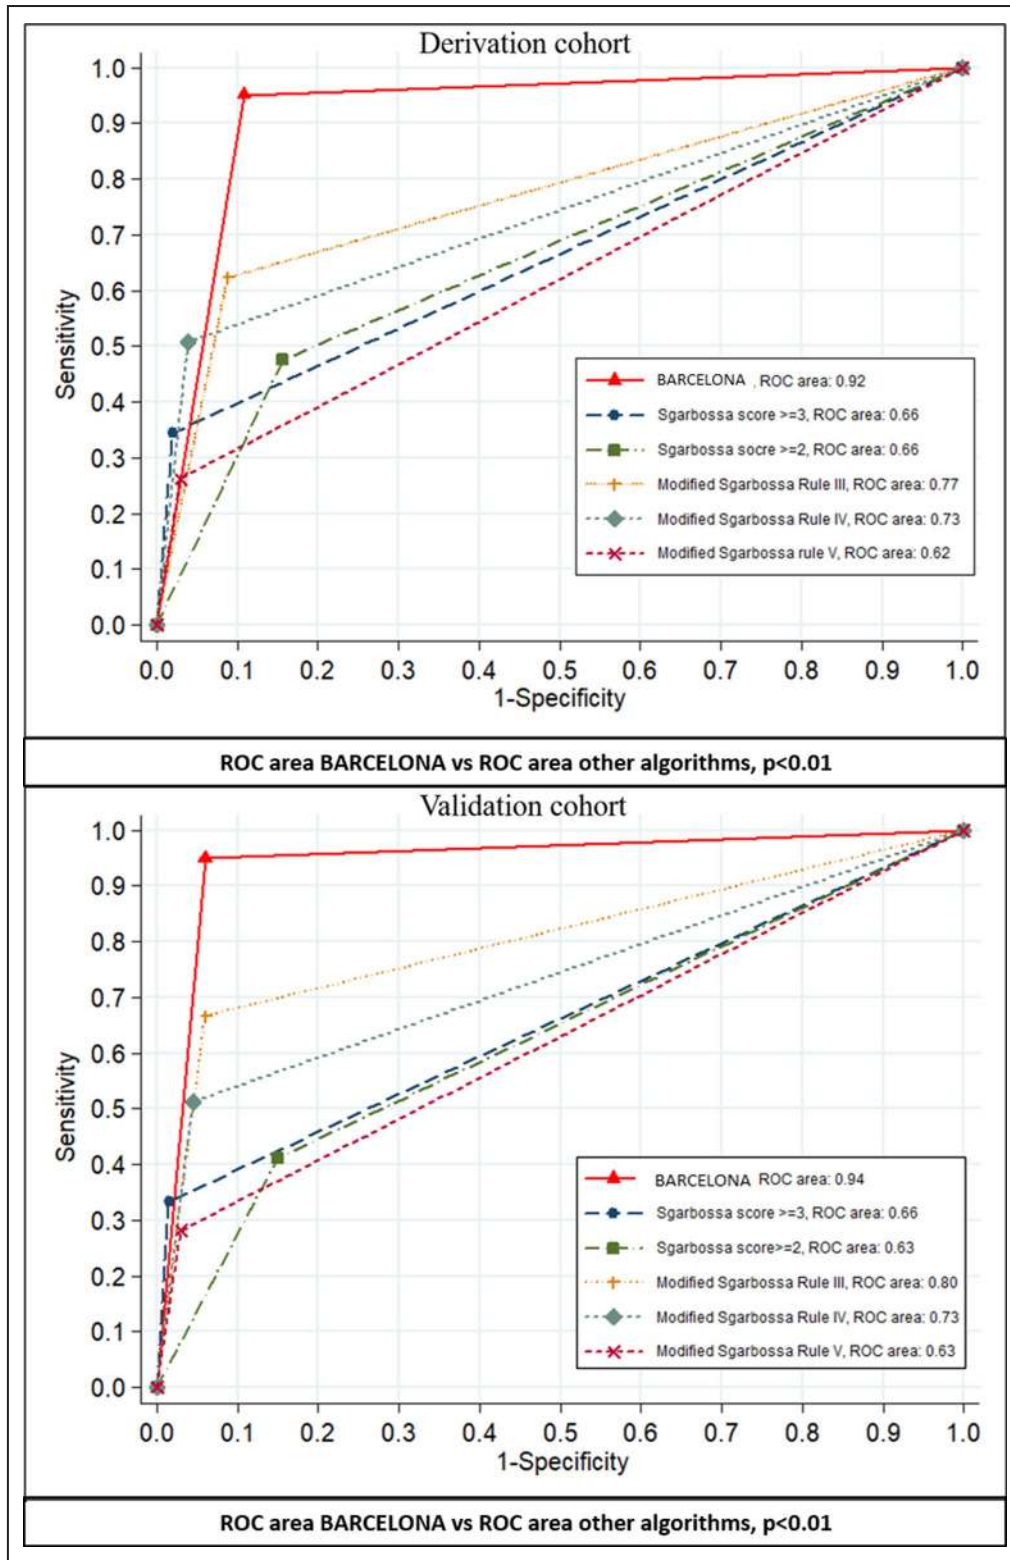 Derivation cohort
1.0
0.9
0.8
0.7
0.6
0.5
0.4
0.3
0.2
0.1
0.0
Sensitivity
BARCELONA , ROC area: 0.92
Sgarbossa score >=3, ROC area: 0.66
Sgarbossa socre >=2, ROC area: 0.66
Modified Sgarbossa Rule III, ROC area: 0.77
Modified Sgarbossa Rule IV, ROC area: 0.73
Modified Sgarbossa rule V, ROC area: 0.62
0.0 0.1 0.2 0.3 0.4 0.5 0.6 0.7 0.8 0.9 1.0
1-Specificity
ROC area BARCELONA vs ROC area other algorithms, p<0.01
Validation cohort
1.0
0.9
0.8
0.7
0.6
0.5
0.4
0.3
0.2
0.1
0.0
Sensitivity
BARCELONA ROC area: 0.94
Sgarbossa score >=3, ROC area: 0.66
Sgarbossa score>=2, ROC area: 0.63
Modified Sgarbossa Rule III, ROC area: 0.80
Modified Sgarbossa Rule IV, ROC area: 0.73
Modified Sgarbossa Rule V, ROC area: 0.63
0.0 0.1 0.2 0.3 0.4 0.5 0.6 0.7 0.8 0.9 1.0
1-Specificity
ROC area BARCELONA vs ROC area other algorithms, p<0.01